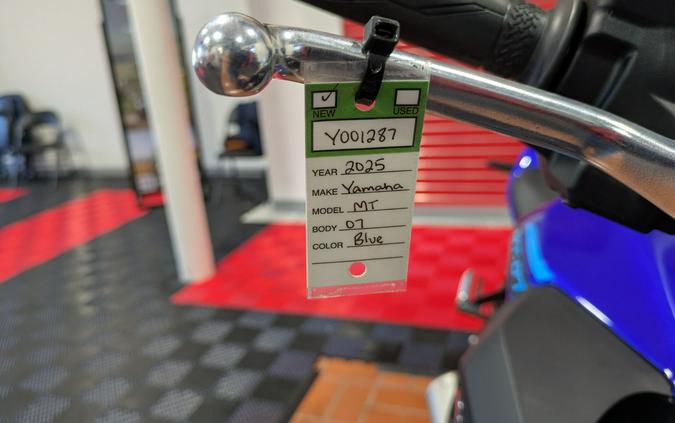 NEW USED
Y001287
YEAR 2025
MAKE Yamaha
MODEL MT
BODY 07
COLOR Blue